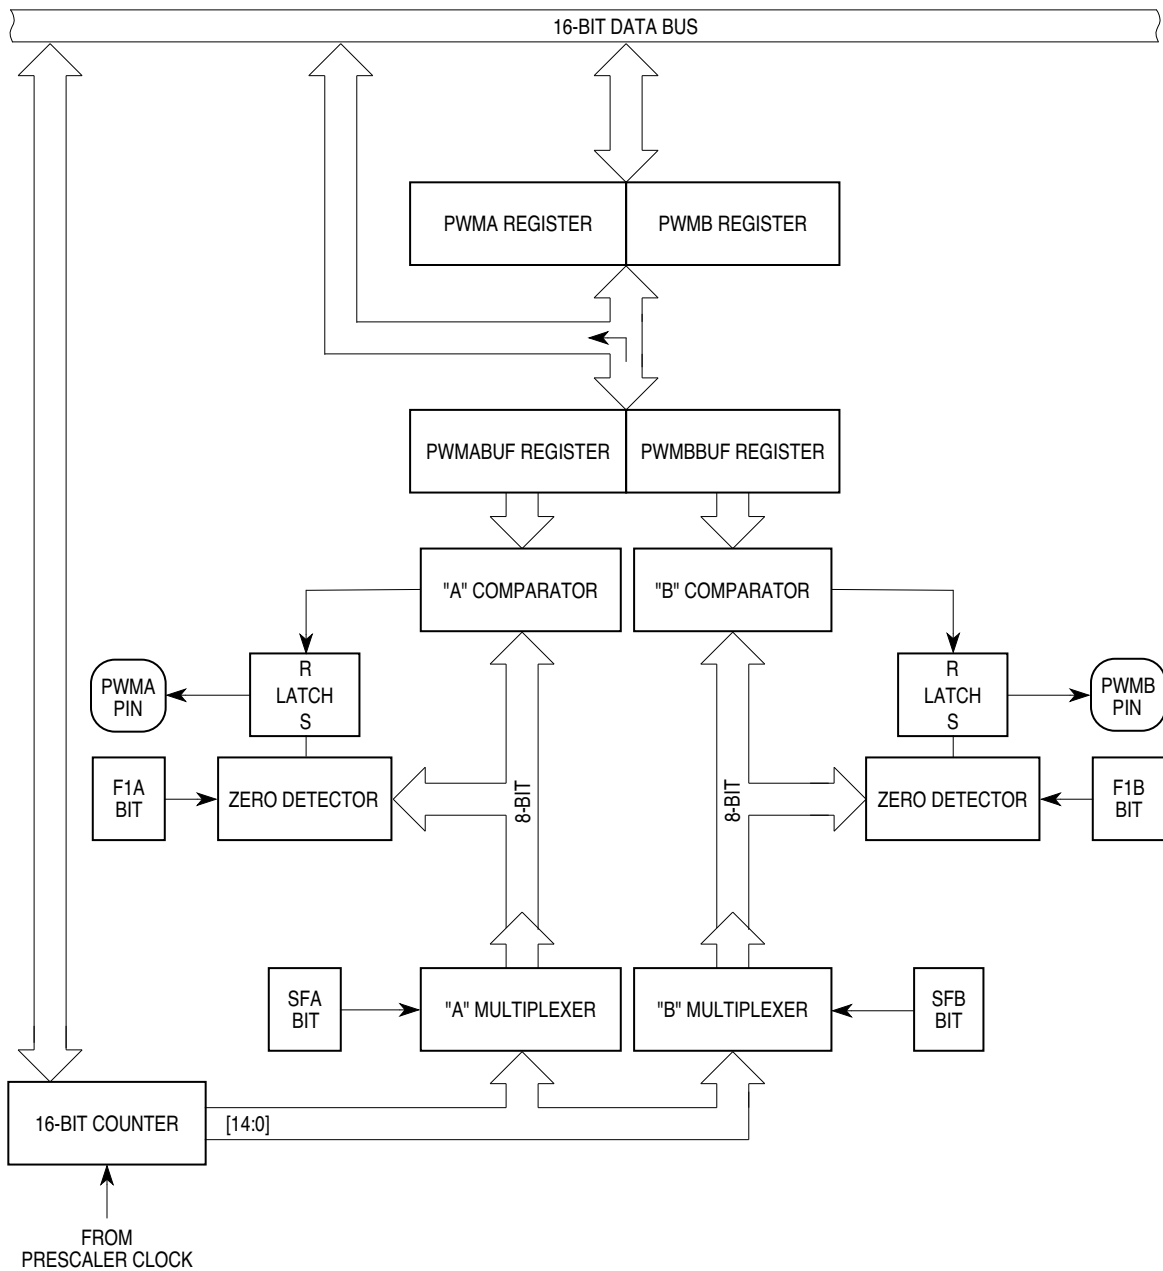 16-BIT DATA BUS
PWMA REGISTER
PWMB REGISTER
PWMABUF REGISTER
PWMBBUF REGISTER
"A" COMPARATOR
"B" COMPARATOR
PWMA
PIN
R
LATCH
S
R
LATCH
S
PWMB
PIN
F1A
BIT
ZERO DETECTOR
8-BIT
8-BIT
ZERO DETECTOR
F1B
BIT
SFA
BIT
"A" MULTIPLEXER
"B" MULTIPLEXER
SFB
BIT
16-BIT COUNTER
[14:0]
FROM
PRESCALER CLOCK